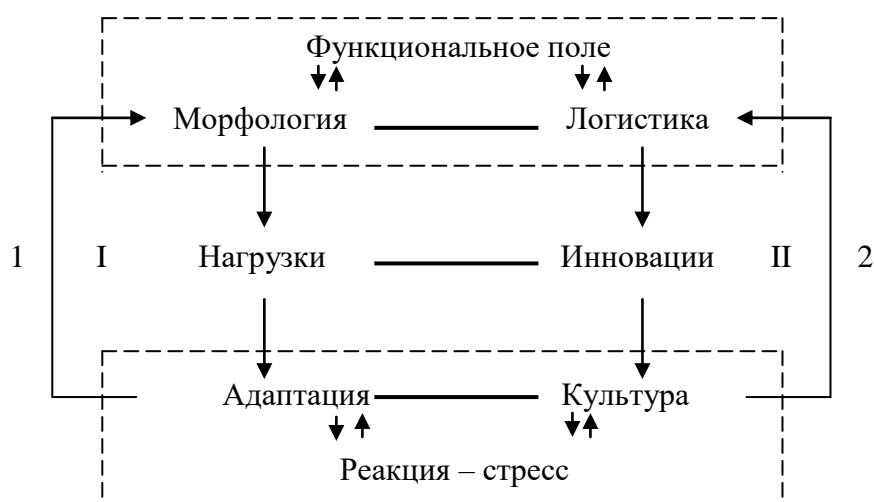 Функциональное поле
Морфология Логистика
1 I Нагрузки Инновации II 2
Адаптация Культура
Реакция – стресс